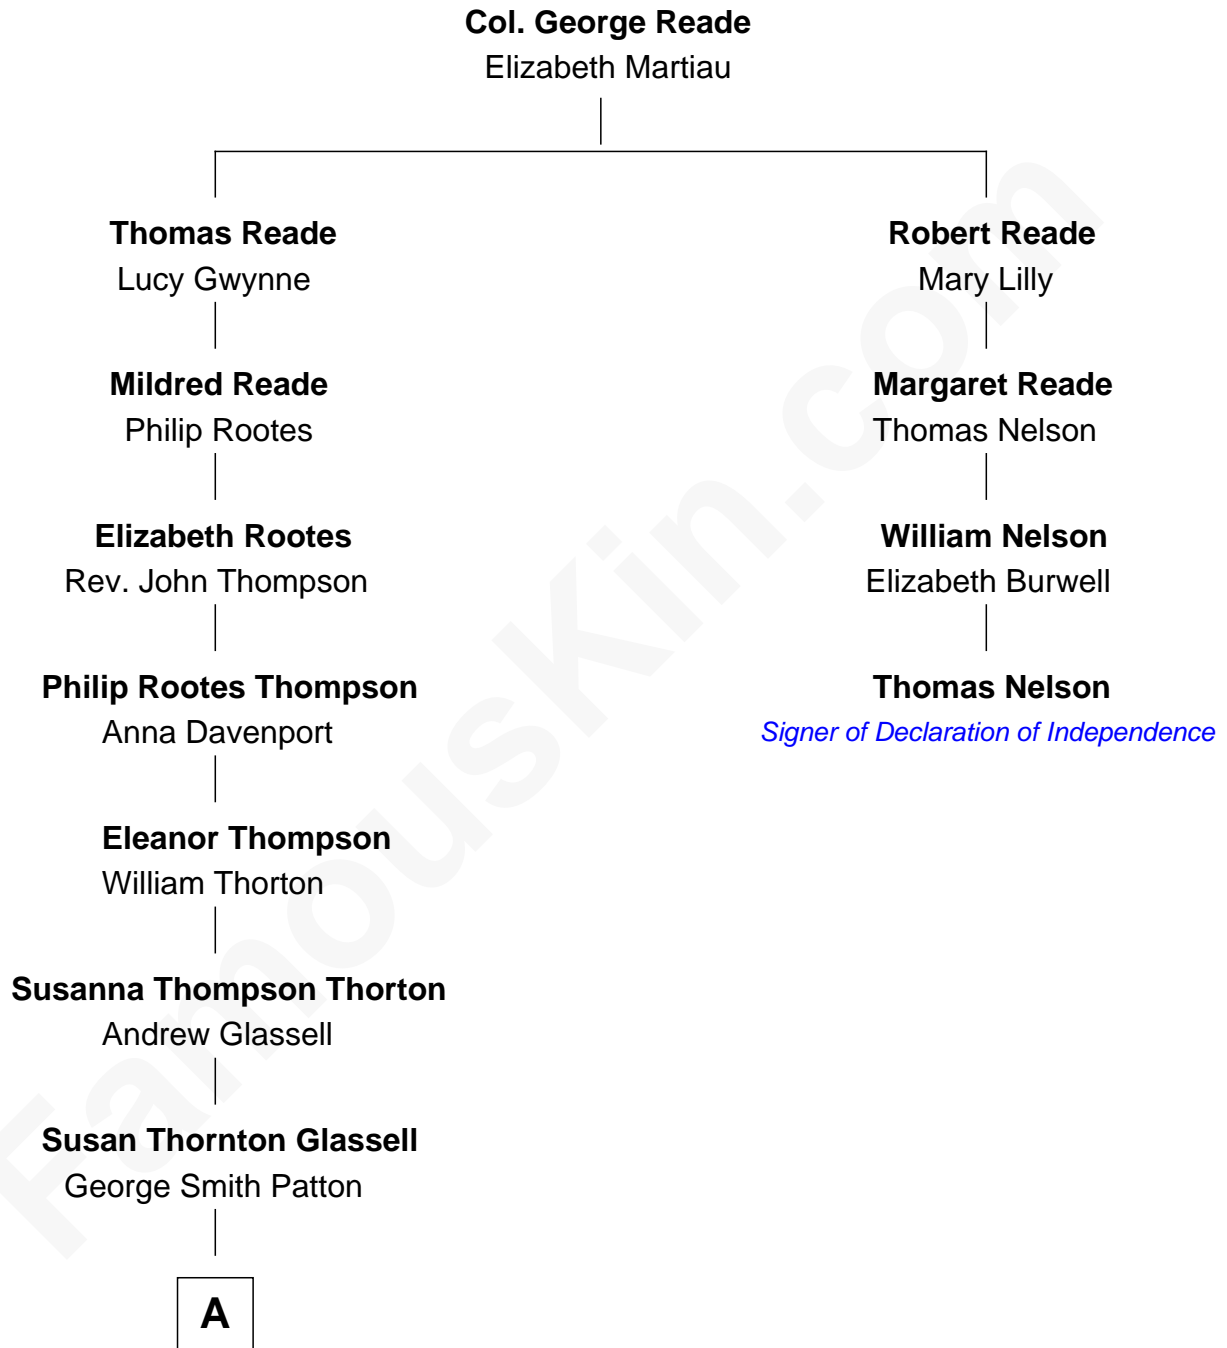 Col. George Reade
Elizabeth Martiau
Thomas Reade
Lucy Gwynne
Robert Reade
Mary Lilly
Mildred Reade
Philip Rootes
Margaret Reade
Thomas Nelson
Elizabeth Rootes
Rev. John Thompson
William Nelson
Elizabeth Burwell
Philip Rootes Thompson
Anna Davenport
Thomas Nelson
Signer of Declaration of Independence
Eleanor Thompson
William Thorton
Susanna Thompson Thorton
Andrew Glassell
Susan Thornton Glassell
George Smith Patton
A
FamousKin.com